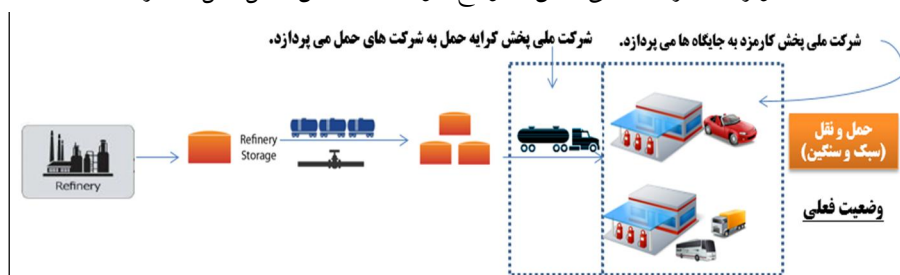 شرکت ملی پخش کرایه حمل به شرکت های حمل می پردازد.
شرکت ملی پخش کارمزد به جایگاه ها می پردازد.
Refinery
Refinery
Storage
حمل و نقل
(سبک و سنگین)
وضعیت فعلی